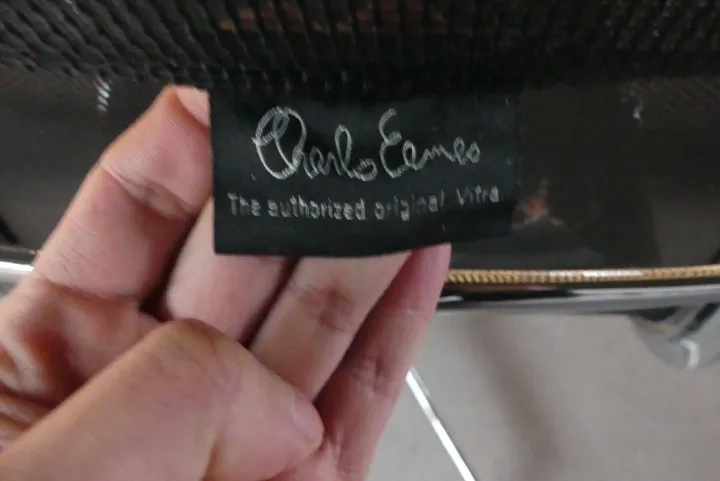 Charles Eames
The authorized original Vitra.